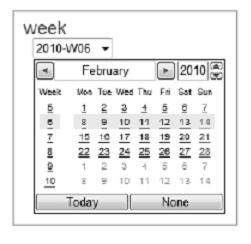 week
2010-W06
February 2010
Week Mon Tue Wed Thu Fri Sat Sun
5 1 2 3 4 5 6 7
6 8 9 10 11 12 13 14
7 15 16 17 18 19 20 21
8 22 23 24 25 26 27 28
9 1 2 3 4 5 6 7
10 8 9 10 11 12 13 14
Today None